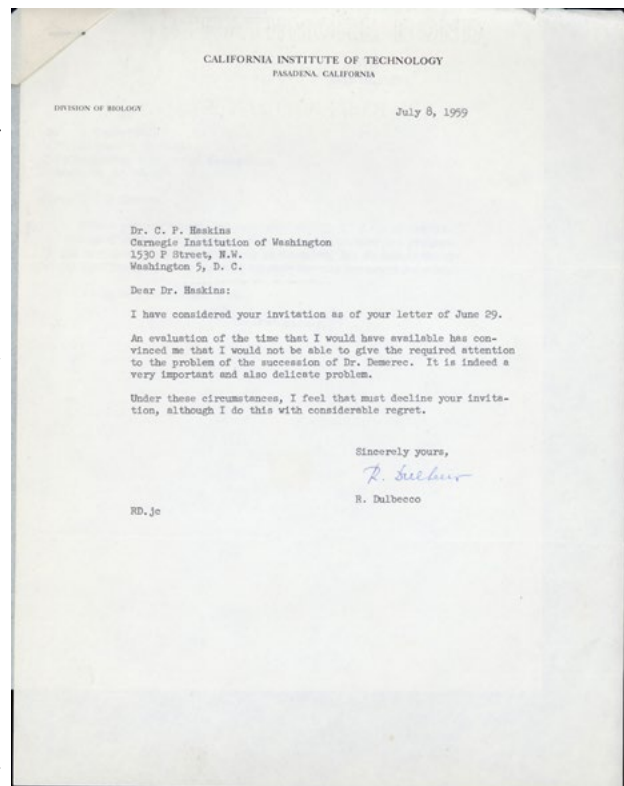 CALIFORNIA INSTITUTE OF TECHNOLOGY
PASADENA, CALIFORNIA
DIVISION OF BIOLOGY
July 8, 1959
Dr. C. P. Haskins
Carnegie Institution of Washington
1530 P Street, N.W.
Washington 5, D. C.
Dear Dr. Haskins:
I have considered your invitation as of your letter of June 29.
An evaluation of the time that I would have available has con-
vinced me that I would not be able to give the required attention
to the problem of the succession of Dr. Demerec. It is indeed a
very important and also delicate problem.
Under these circumstances, I feel that must decline your invita-
tion, although I do this with considerable regret.
Sincerely yours,
R. Dulbecco
R. Dulbecco
RD.jc